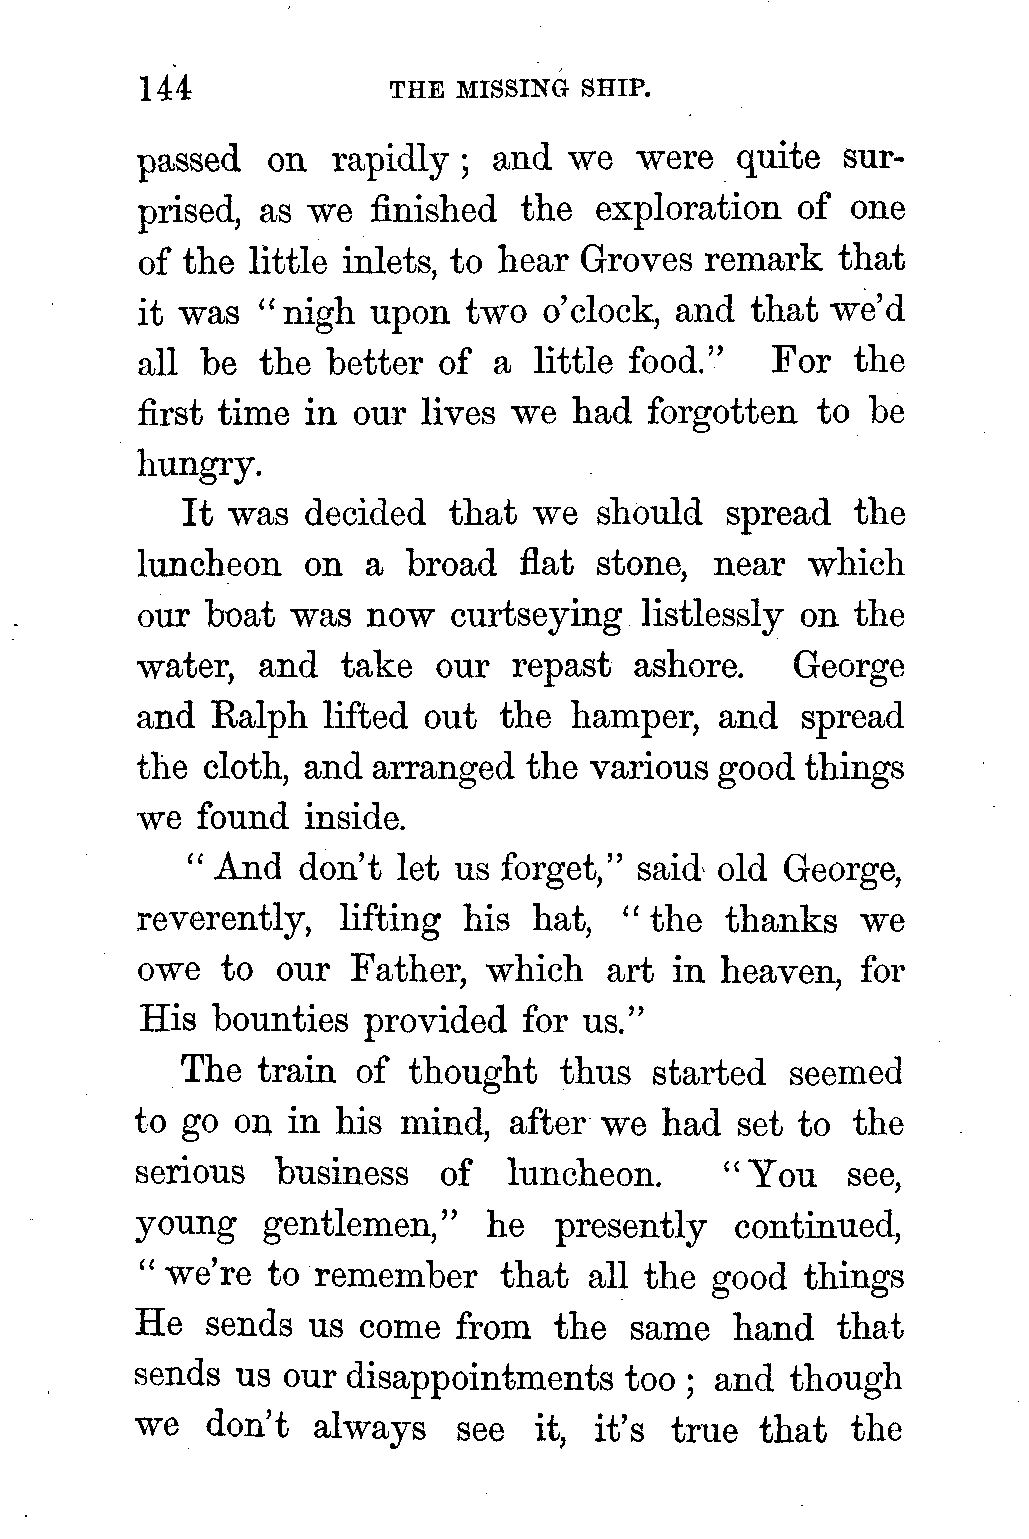 144 THE MISSING SHIP.
passed on rapidly ; and we were quite sur-
prised, as we finished the exploration of one
of the little inlets, to hear Groves remark that
it was “nigh upon two o’clock, and that we’d
all be the better of a little food.” For the
first time in our lives we had forgotten to be
hungry.
It was decided that we should spread the
luncheon on a broad flat stone, near which
our boat was now curtseying listlessly on the
water, and take our repast ashore. George
and Ralph lifted out the hamper, and spread
the cloth, and arranged the various good things
we found inside.
“And don’t let us forget,” said old George,
reverently, lifting his hat, “the thanks we
owe to our Father, which art in heaven, for
His bounties provided for us.”
The train of thought thus started seemed
to go on in his mind, after we had set to the
serious business of luncheon. “You see,
young gentlemen,” he presently continued,
“we’re to remember that all the good things
He sends us come from the same hand that
sends us our disappointments too ; and though
we don’t always see it, it’s true that the